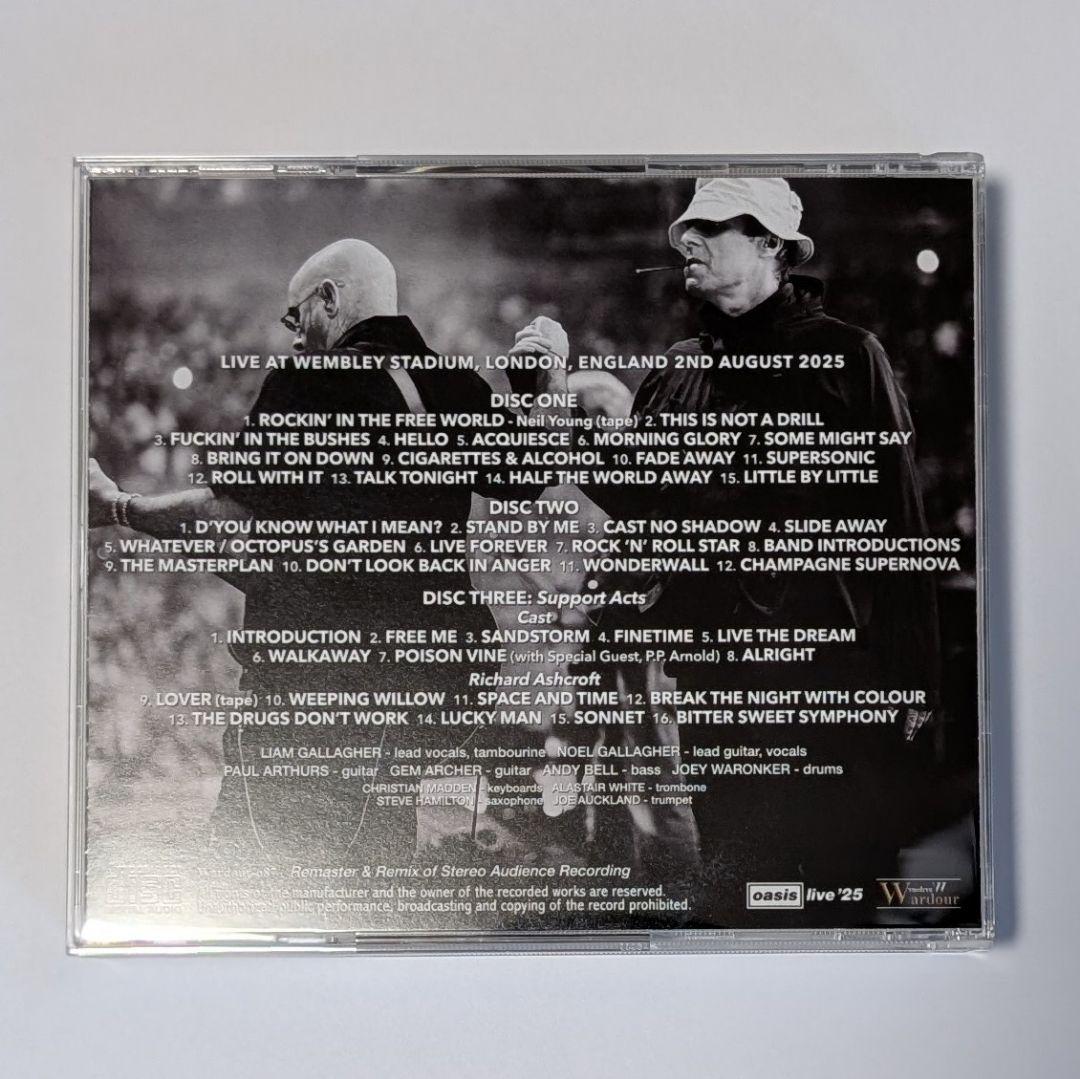 LIVE AT WEMBLEY STADIUM, LONDON, ENGLAND 2ND AUGUST 2025
DISC ONE
1. ROCKIN' IN THE FREE WORLD - Neil Young (tape) 2. THIS IS NOT A DRILL
3. FUCKIN' IN THE BUSHES 4. HELLO 5. ACQUIESCE 6. MORNING GLORY 7. SOME MIGHT SAY
8. BRING IT ON DOWN 9. CIGARETTES & ALCOHOL 10. FADE AWAY 11. SUPERSONIC
12. ROLL WITH IT 13. TALK TONIGHT 14. HALF THE WORLD AWAY 15. LITTLE BY LITTLE
DISC TWO
1. D'YOU KNOW WHAT I MEAN? 2. STAND BY ME 3. CAST NO SHADOW 4. SLIDE AWAY
5. WHATEVER / OCTOPUS'S GARDEN 6. LIVE FOREVER 7. ROCK 'N' ROLL STAR 8. BAND INTRODUCTIONS
9. THE MASTERPLAN 10. DON'T LOOK BACK IN ANGER 11. WONDERWALL 12. CHAMPAGNE SUPERNOVA
DISC THREE: Support Acts
Cast
1. INTRODUCTION 2. FREE ME 3. SANDSTORM 4. FINETIME 5. LIVE THE DREAM
6. WALKAWAY 7. POISON VINE (with Special Guest, P.P. Arnold) 8. ALRIGHT
Richard Ashcroft
9. LOVER (tape) 10. WEEPING WILLOW 11. SPACE AND TIME 12. BREAK THE NIGHT WITH COLOUR
13. THE DRUGS DON'T WORK 14. LUCKY MAN 15. SONNET 16. BITTER SWEET SYMPHONY
LIAM GALLAGHER - lead vocals, tambourine NOEL GALLAGHER - lead guitar, vocals
PAUL ARTHURS - guitar GEM ARCHER - guitar ANDY BELL - bass JOEY WARONKER - drums
CHRISTIAN MADDEN - keyboards ALASTAIR WHITE - trombone
STEVE HAMILTON - saxophone JOE AUCKLAND - trumpet
Remaster & Remix of Stereo Audience Recording
of the manufacturer and the owner of the recorded works are reserved.
public performance, broadcasting and copying of the record prohibited.
oasis live '25
Wardour